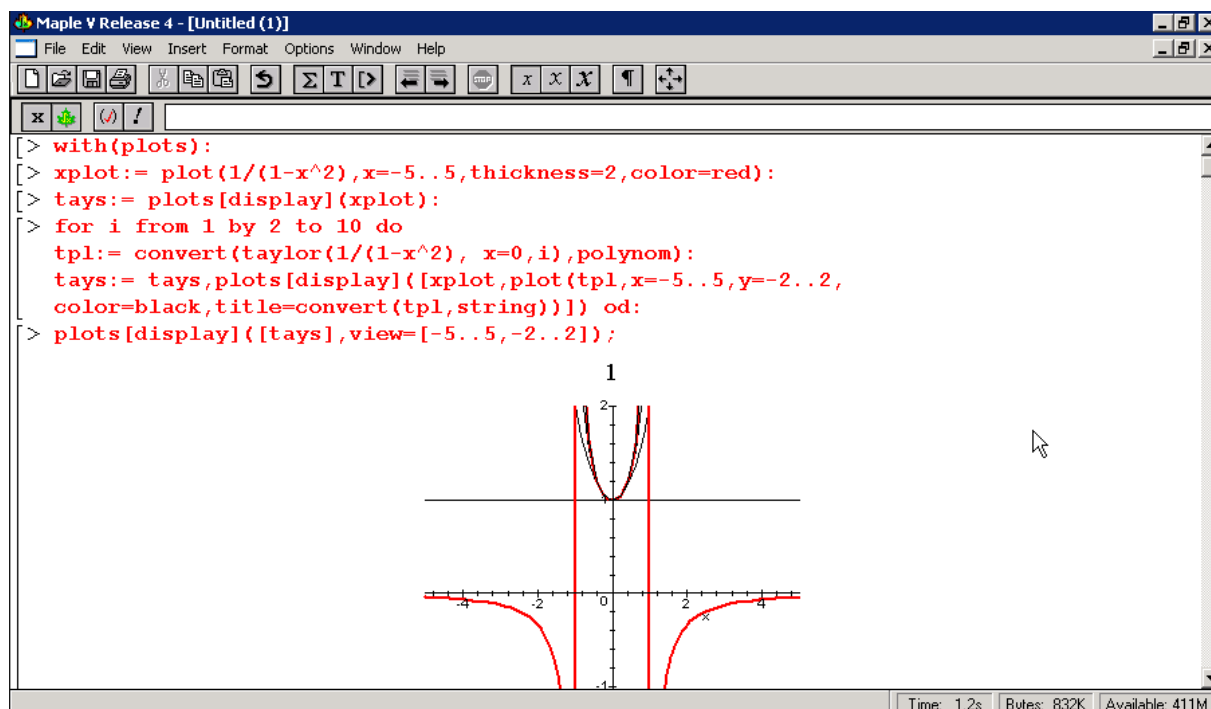 Maple V Release 4 - [Untitled (1)]
File Edit View Insert Format Options Window Help
Σ T [> STOP x x x ¶
x (√) !
[> with(plots):
[> xplot:= plot(1/(1-x^2),x=-5..5,thickness=2,color=red):
[> tays:= plots[display](xplot):
[> for i from 1 by 2 to 10 do
tpl:= convert(taylor(1/(1-x^2), x=0,i),polynom):
tays:= tays,plots[display]([xplot,plot(tpl,x=-5..5,y=-2..2,
color=black,title=convert(tpl,string))]) od:
[> plots[display]([tays],view=[-5..5,-2..2]);
1
2
-4 -2 0 2 4
x
-1
Time: 1.2s Bytes: 832K Available: 411M